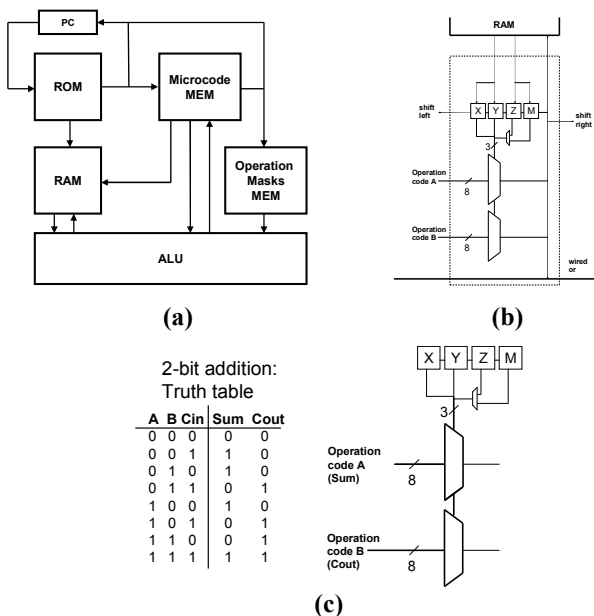 PC
ROM
Microcode
MEM
RAM
Operation
Masks
MEM
ALU
(a)
RAM
X Y Z M
shift
left
shift
right
3
Operation
code A
8
Operation
code B
8
wired
or
(b)
2-bit addition:
Truth table
A B Cin Sum Cout
0 0 0 0 0
0 0 1 1 0
0 1 0 1 0
0 1 1 0 1
1 0 0 1 0
1 0 1 0 1
1 1 0 0 1
1 1 1 1 1
X Y Z M
3
Operation
code A
(Sum)
8
Operation
code B
(Cout)
8
(c)